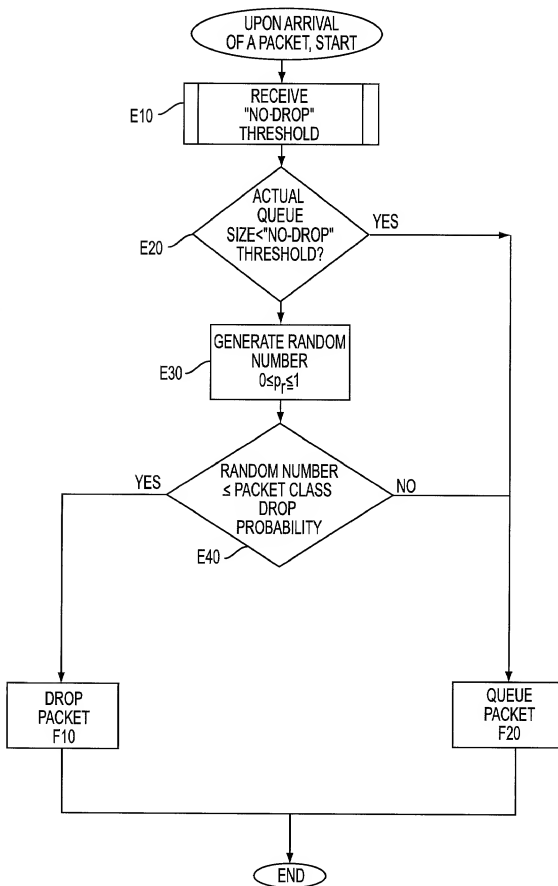 UPON ARRIVAL
OF A PACKET, START
E10
RECEIVE
"NO-DROP"
THRESHOLD
ACTUAL
QUEUE
SIZE<"NO-DROP"
THRESHOLD?
YES
E20
GENERATE RANDOM
NUMBER
0≤pr≦1
E30
RANDOM NUMBER
≤ PACKET CLASS
DROP
PROBABILITY
YES
NO
E40
DROP
PACKET
F10
QUEUE
PACKET
F20
END